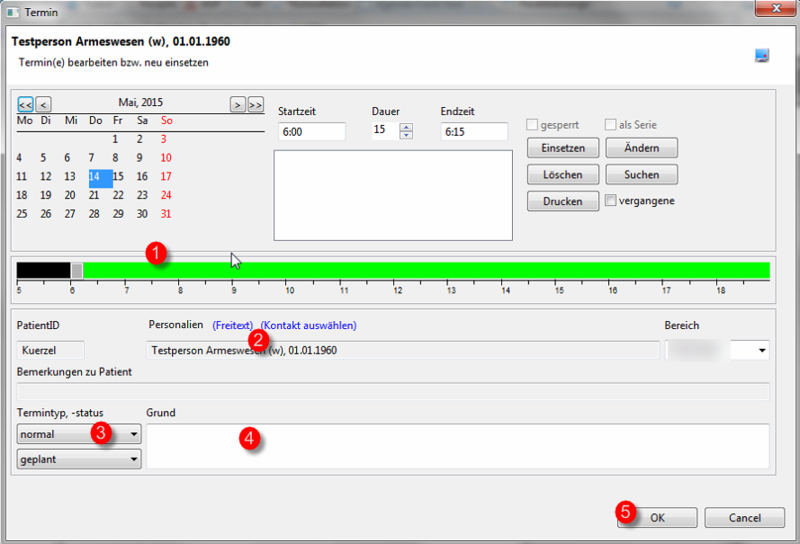 Termin
Testperson Armeswesen (w), 01.01.1960
Termin(e) bearbeiten bzw. neu einsetzen
<< < Mai, 2015 > >>
Mo Di Mi Do Fr Sa So
1 2 3
4 5 6 7 8 9 10
11 12 13 14 15 16 17
18 19 20 21 22 23 24
25 26 27 28 29 30 31
Startzeit Dauer Endzeit
6:00 15 6:15
gesperrt als Serie
Einsetzen Ändern
Löschen Suchen
Drucken vergangene
1
5 6 7 8 9 10 11 12 13 14 15 16 17 18
PatientID Personalien (Freitext) (Kontakt auswählen) Bereich
2
Kuerzel Testperson Armeswesen (w), 01.01.1960
Bemerkungen zu Patient
Termintyp, -status Grund
normal 3 4
geplant
5 OK Cancel